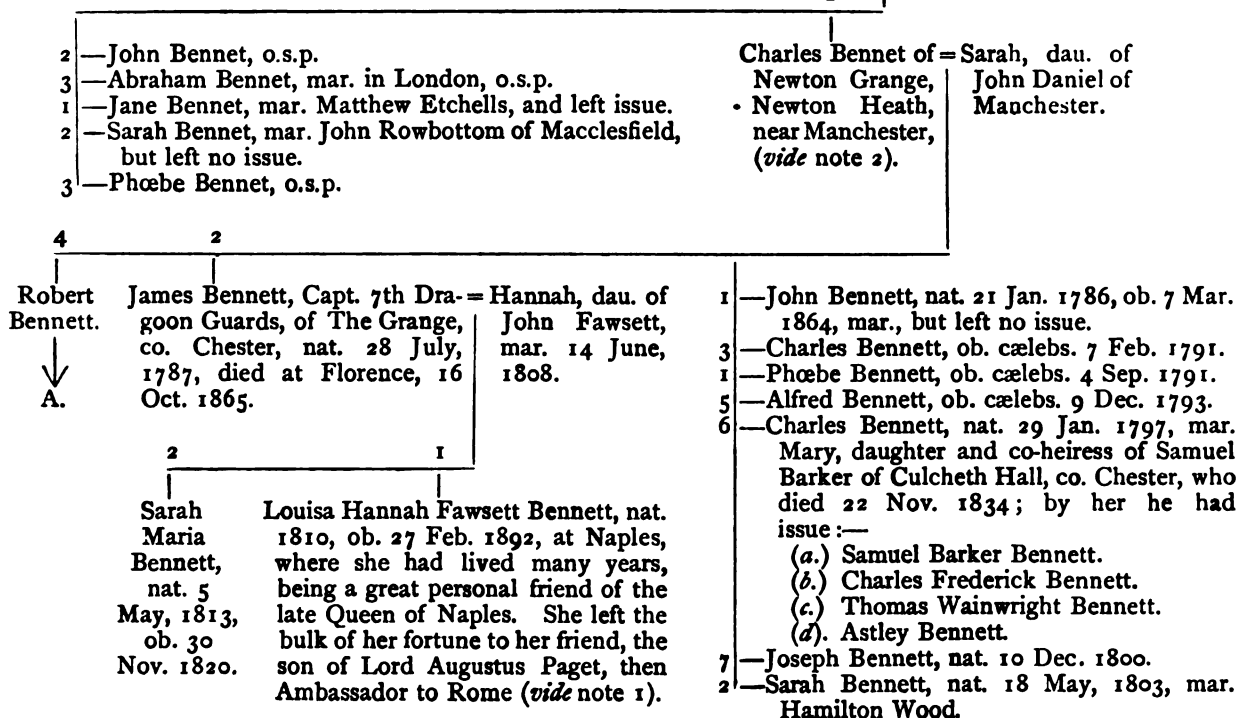 2 —John Bennet, o.s.p.
3 —Abraham Bennet, mar. in London, o.s.p.
1 —Jane Bennet, mar. Matthew Etchells, and left issue.
2 —Sarah Bennet, mar. John Rowbottom of Macclesfield,
but left no issue.
3 —Phœbe Bennet, o.s.p.
Charles Bennet of
Newton Grange,
Newton Heath,
near Manchester,
(vide note 2).
= Sarah, dau. of
John Daniel of
Manchester.
4
2
Robert
Bennett.
A.
James Bennett, Capt. 7th Dra-
goon Guards, of The Grange,
co. Chester, nat. 28 July,
1787, died at Florence, 16
Oct. 1865.
= Hannah, dau. of
John Fawsett,
mar. 14 June,
1808.
2
1
Sarah
Maria
Bennett,
nat. 5
May, 1813,
ob. 30
Nov. 1820.
Louisa Hannah Fawsett Bennett, nat.
1810, ob. 27 Feb. 1892, at Naples,
where she had lived many years,
being a great personal friend of the
late Queen of Naples. She left the
bulk of her fortune to her friend, the
son of Lord Augustus Paget, then
Ambassador to Rome (vide note 1).
1 —John Bennett, nat. 21 Jan. 1786, ob. 7 Mar.
1864, mar., but left no issue.
3 —Charles Bennett, ob. cælebs. 7 Feb. 1791.
1 —Phœbe Bennett, ob. cælebs. 4 Sep. 1791.
5 —Alfred Bennett, ob. cælebs. 9 Dec. 1793.
6 —Charles Bennett, nat. 29 Jan. 1797, mar.
Mary, daughter and co-heiress of Samuel
Barker of Culcheth Hall, co. Chester, who
died 22 Nov. 1834; by her he had
issue:—
(a.) Samuel Barker Bennett.
(b.) Charles Frederick Bennett.
(c.) Thomas Wainwright Bennett.
(d). Astley Bennett.
7 —Joseph Bennett, nat. 10 Dec. 1800.
2 —Sarah Bennett, nat. 18 May, 1803, mar.
Hamilton Wood.